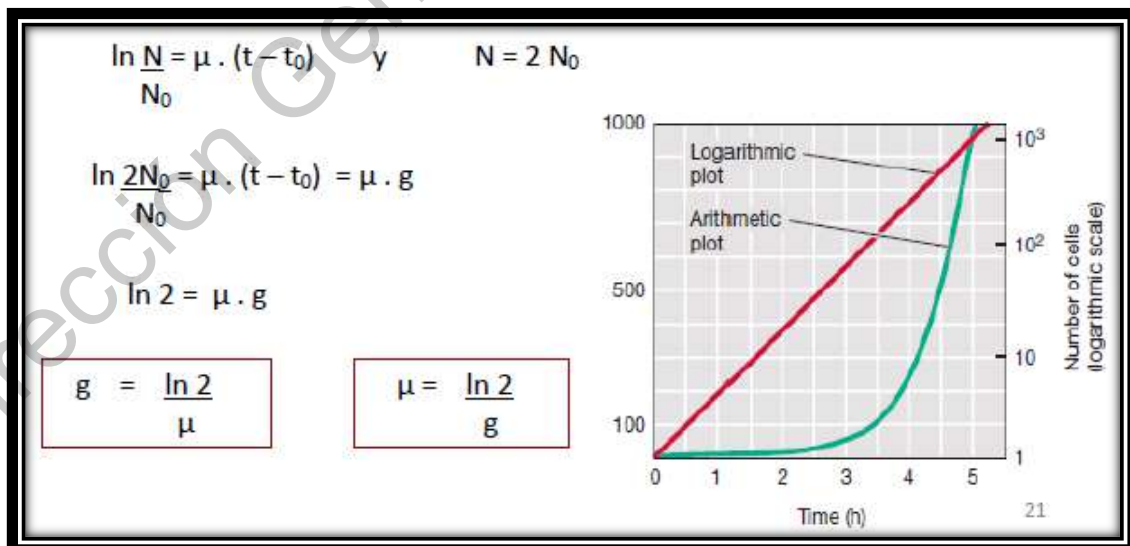 ln N = μ . (t – t₀) y N = 2 N₀
N₀
ln 2N₀ = μ . (t – t₀) = μ . g
N₀
ln 2 = μ . g
g = ln 2
μ
μ = ln 2
g
1000
500
100
Logarithmic
plot
Arithmetic
plot
10³
10²
10
1
Number of cells
(logarithmic scale)
0 1 2 3 4 5
Time (h)
21